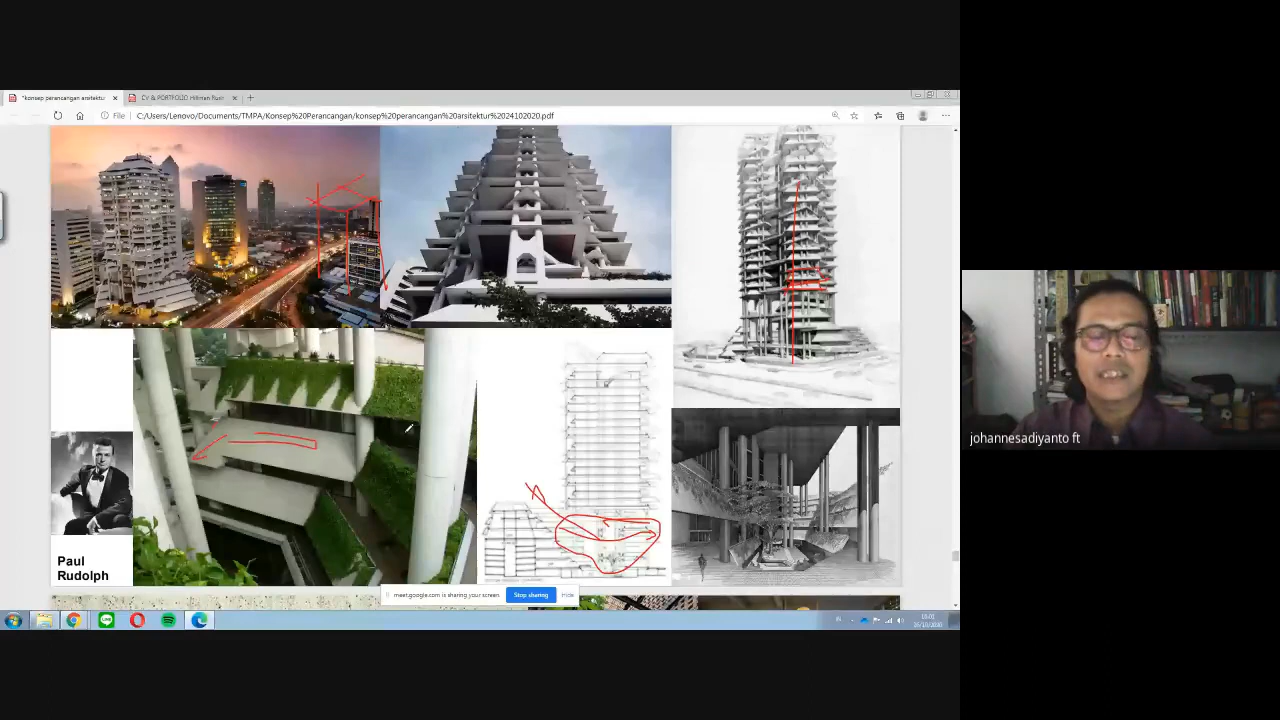 *konsep perancangan arsitektur
CV & PORTFOLIO Hillman Rusn
File
C:/Users/Lenovo/Documents/TMPA/Konsep%20Perancangan/konsep%20perancangan%20arsitektur%2024102020.pdf
johannesadiyanto ft
Paul
Rudolph
meet.google.com is sharing your screen.
Stop sharing
Hide